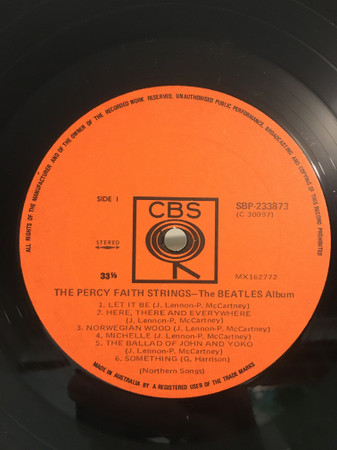 ALL RIGHTS OF THE MANUFACTURER AND OF THE OWNER OF THE RECORDED WORK RESERVED. UNAUTHORISED PUBLIC PERFORMANCE, BROADCASTING AND COPYING OF THIS RECORD PROHIBITED
SIDE 1
CBS
SBP-233873
(C 30097)
STEREO
33⅓
MX162772
THE PERCY FAITH STRINGS—The BEATLES Album
1. LET IT BE (J. Lennon-P. McCartney)
2. HERE, THERE AND EVERYWHERE
(J. Lennon-P. McCartney)
3. NORWEGIAN WOOD (J. Lennon-P. McCartney)
4. MICHELLE (J. Lennon-P. McCartney)
5. THE BALLAD OF JOHN AND YOKO
(J. Lennon-P. McCartney)
6. SOMETHING (G. Harrison)
(Northern Songs)
MADE IN AUSTRALIA BY A REGISTERED USER OF THE TRADE MARKS